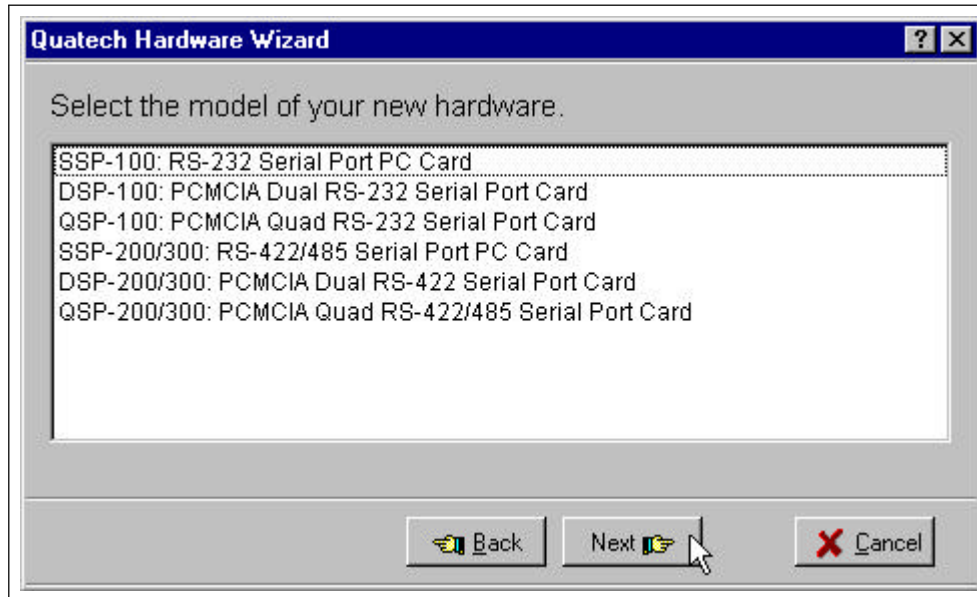 Quatech Hardware Wizard
Select the model of your new hardware.
SSP-100: RS-232 Serial Port PC Card
DSP-100: PCMCIA Dual RS-232 Serial Port Card
QSP-100: PCMCIA Quad RS-232 Serial Port Card
SSP-200/300: RS-422/485 Serial Port PC Card
DSP-200/300: PCMCIA Dual RS-422 Serial Port Card
QSP-200/300: PCMCIA Quad RS-422/485 Serial Port Card
Back Next Cancel